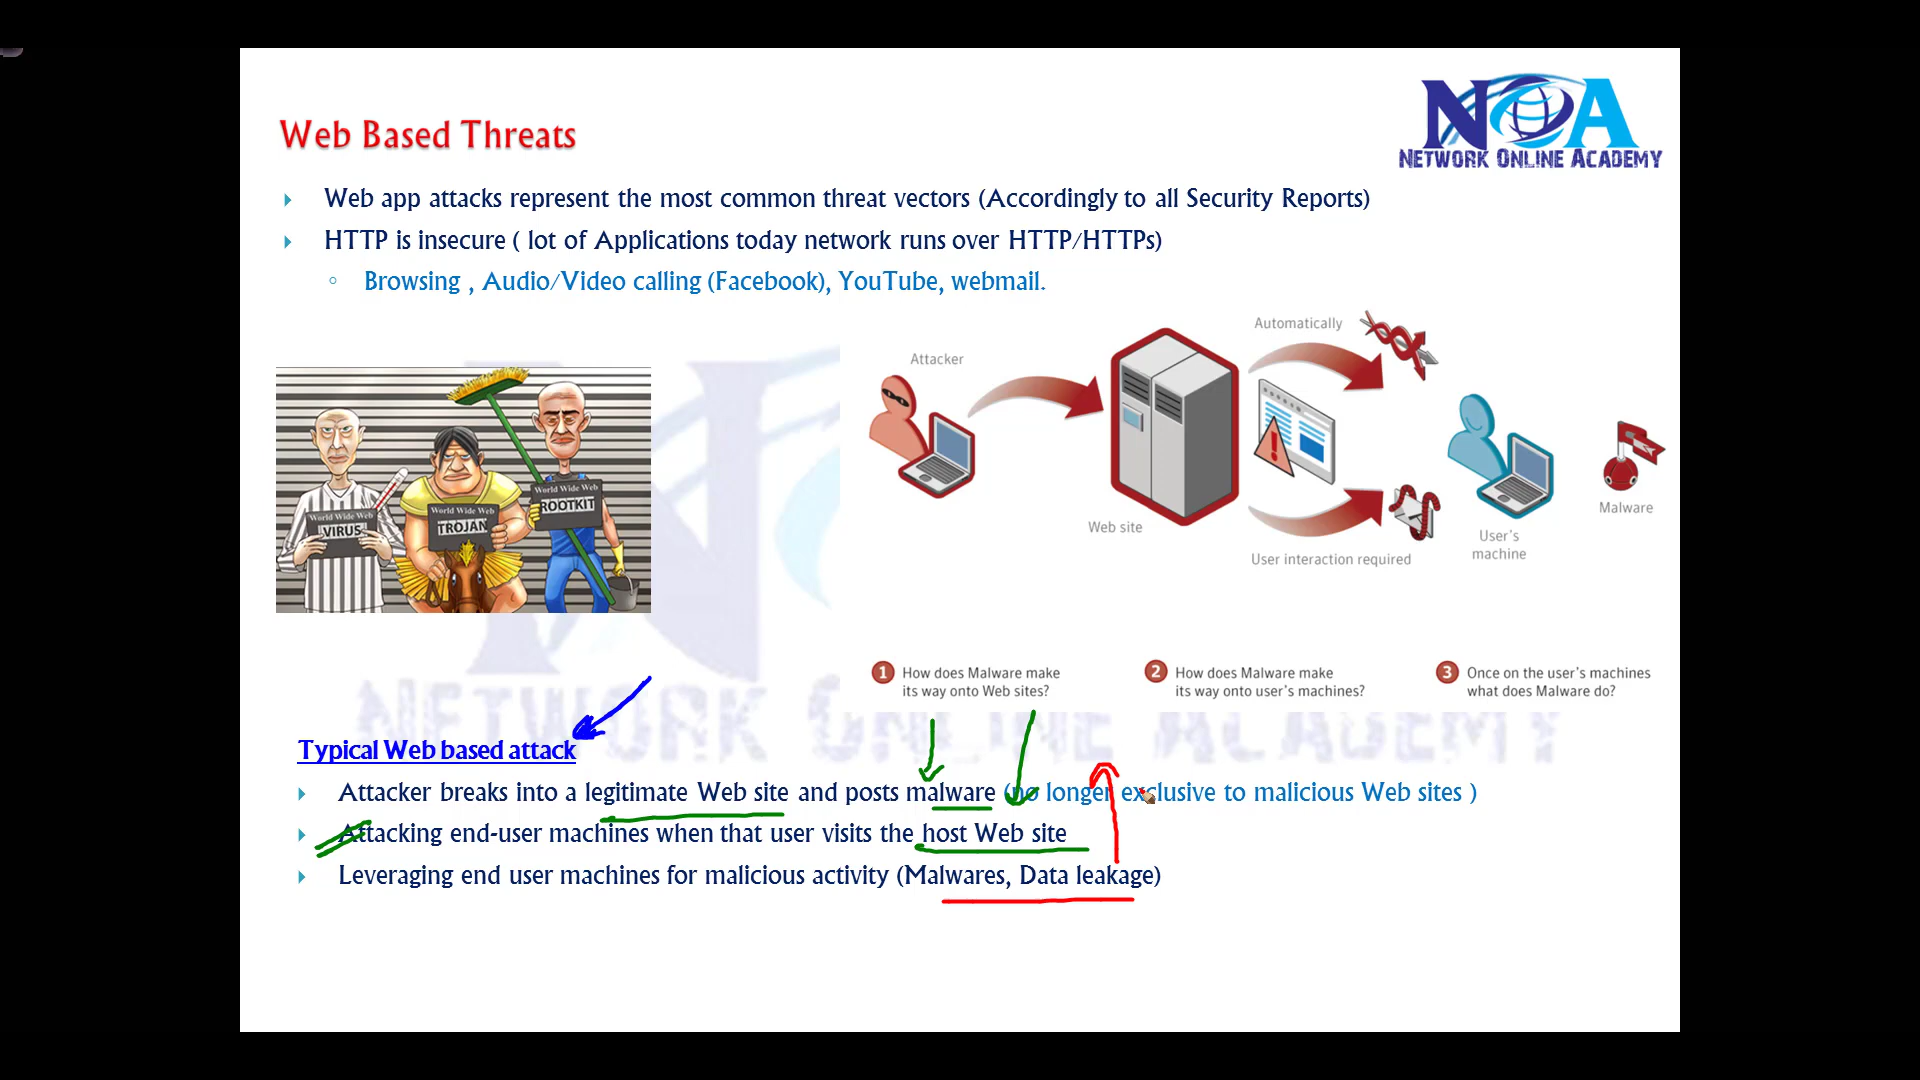 NOA
NETWORK ONLINE ACADEMY
Web Based Threats
Web app attacks represent the most common threat vectors (Accordingly to all Security Reports)
HTTP is insecure ( lot of Applications today network runs over HTTP/HTTPs)
Browsing , Audio/Video calling (Facebook), YouTube, webmail.
World Wide Web
VIRUS
World Wide Web
TROJAN
World Wide Web
ROOTKIT
Attacker
Web site
Automatically
User interaction required
User's
machine
Malware
1 How does Malware make
its way onto Web sites?
2 How does Malware make
its way onto user's machines?
3 Once on the user's machines
what does Malware do?
NETWORK ONLINE ACADEMY
Typical Web based attack
Attacker breaks into a legitimate Web site and posts malware (no longer exclusive to malicious Web sites )
Attacking end-user machines when that user visits the host Web site
Leveraging end user machines for malicious activity (Malwares, Data leakage)